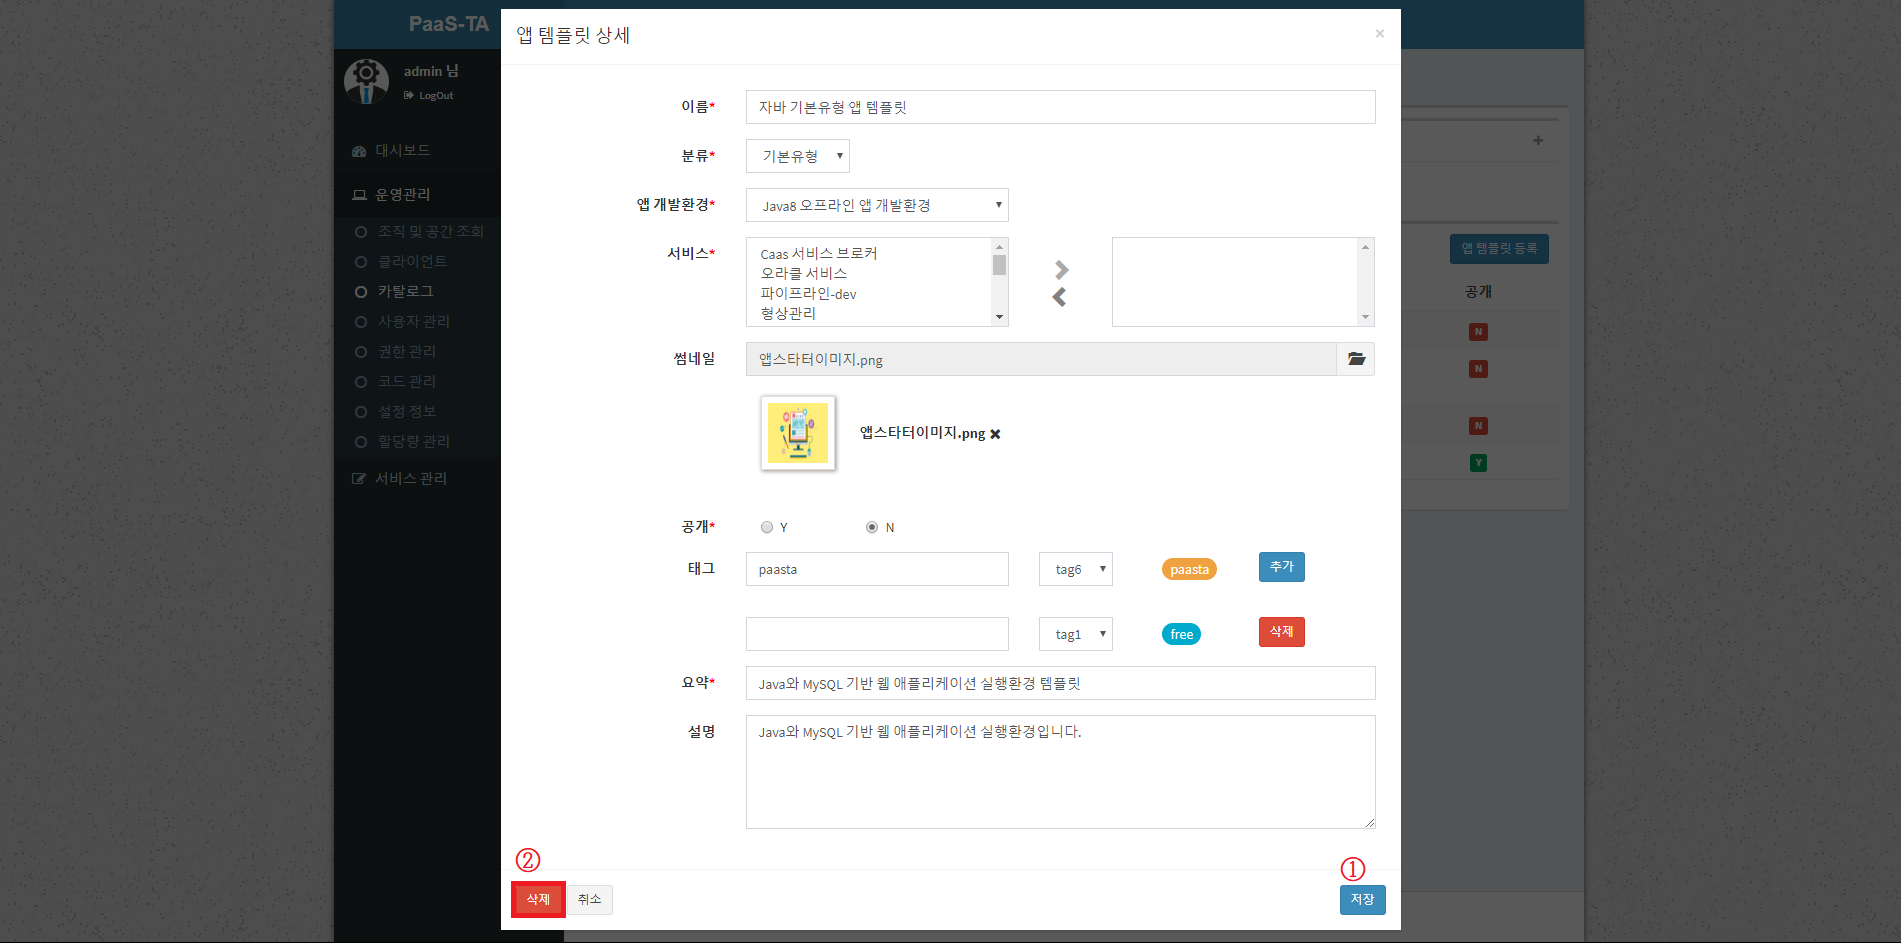 PaaS-TA
admin 님
LogOut
대시보드
운영관리
조직 및 공간 조회
클라이언트
카탈로그
사용자 관리
권한 관리
코드 관리
설정 정보
할당량 관리
서비스 관리
앱 템플릿 상세
×
이름* 자바 기본유형 앱 템플릿
분류* 기본유형
앱 개발환경* Java8 오프라인 앱 개발환경
서비스* Caas 서비스 브로커
오라클 서비스
파이프라인-dev
형상관리
썸네일 앱스타터이미지.png
앱스타터이미지.png
공개* Y N
태그 paasta tag6 paasta 추가
tag1 free 삭제
요약* Java와 MySQL 기반 웹 애플리케이션 실행환경 템플릿
설명 Java와 MySQL 기반 웹 애플리케이션 실행환경입니다.
② ①
삭제 취소 저장
앱 템플릿 등록
공개
N
N
N
Y